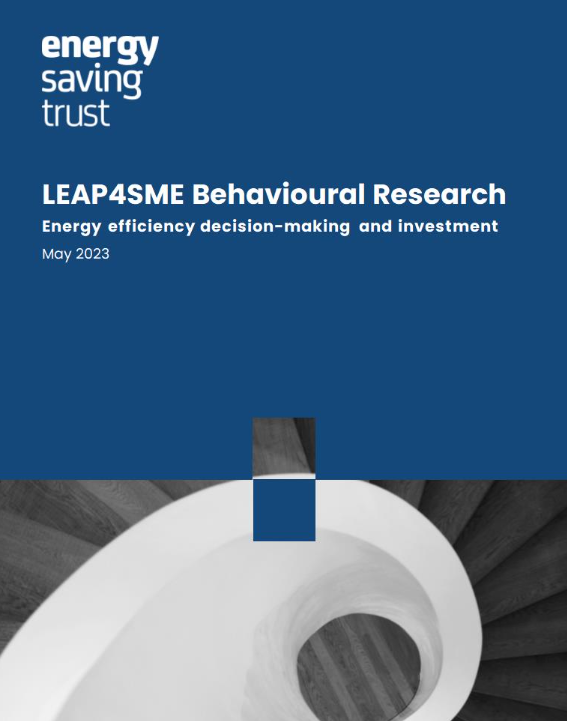 energy
saving
trust
LEAP4SME Behavioural Research
Energy efficiency decision-making and investment
May 2023